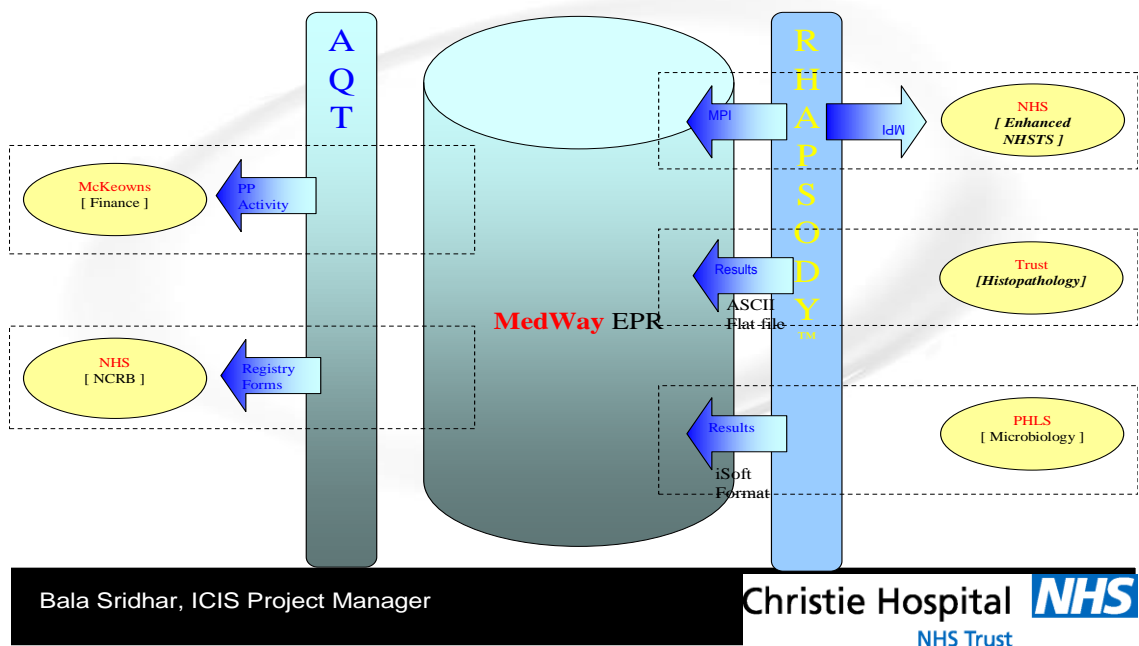 A
Q
T
R
H
A
P
S
O
D
Y
™
MPI
MPI
NHS
[ Enhanced
NHSTS ]
McKeowns
[ Finance ]
PP
Activity
Results
ASCII
Flat file
Trust
[Histopathology]
MedWay EPR
NHS
[ NCRB ]
Registry
Forms
Results
iSoft
Format
PHLS
[ Microbiology ]
Bala Sridhar, ICIS Project Manager
Christie Hospital NHS
NHS Trust